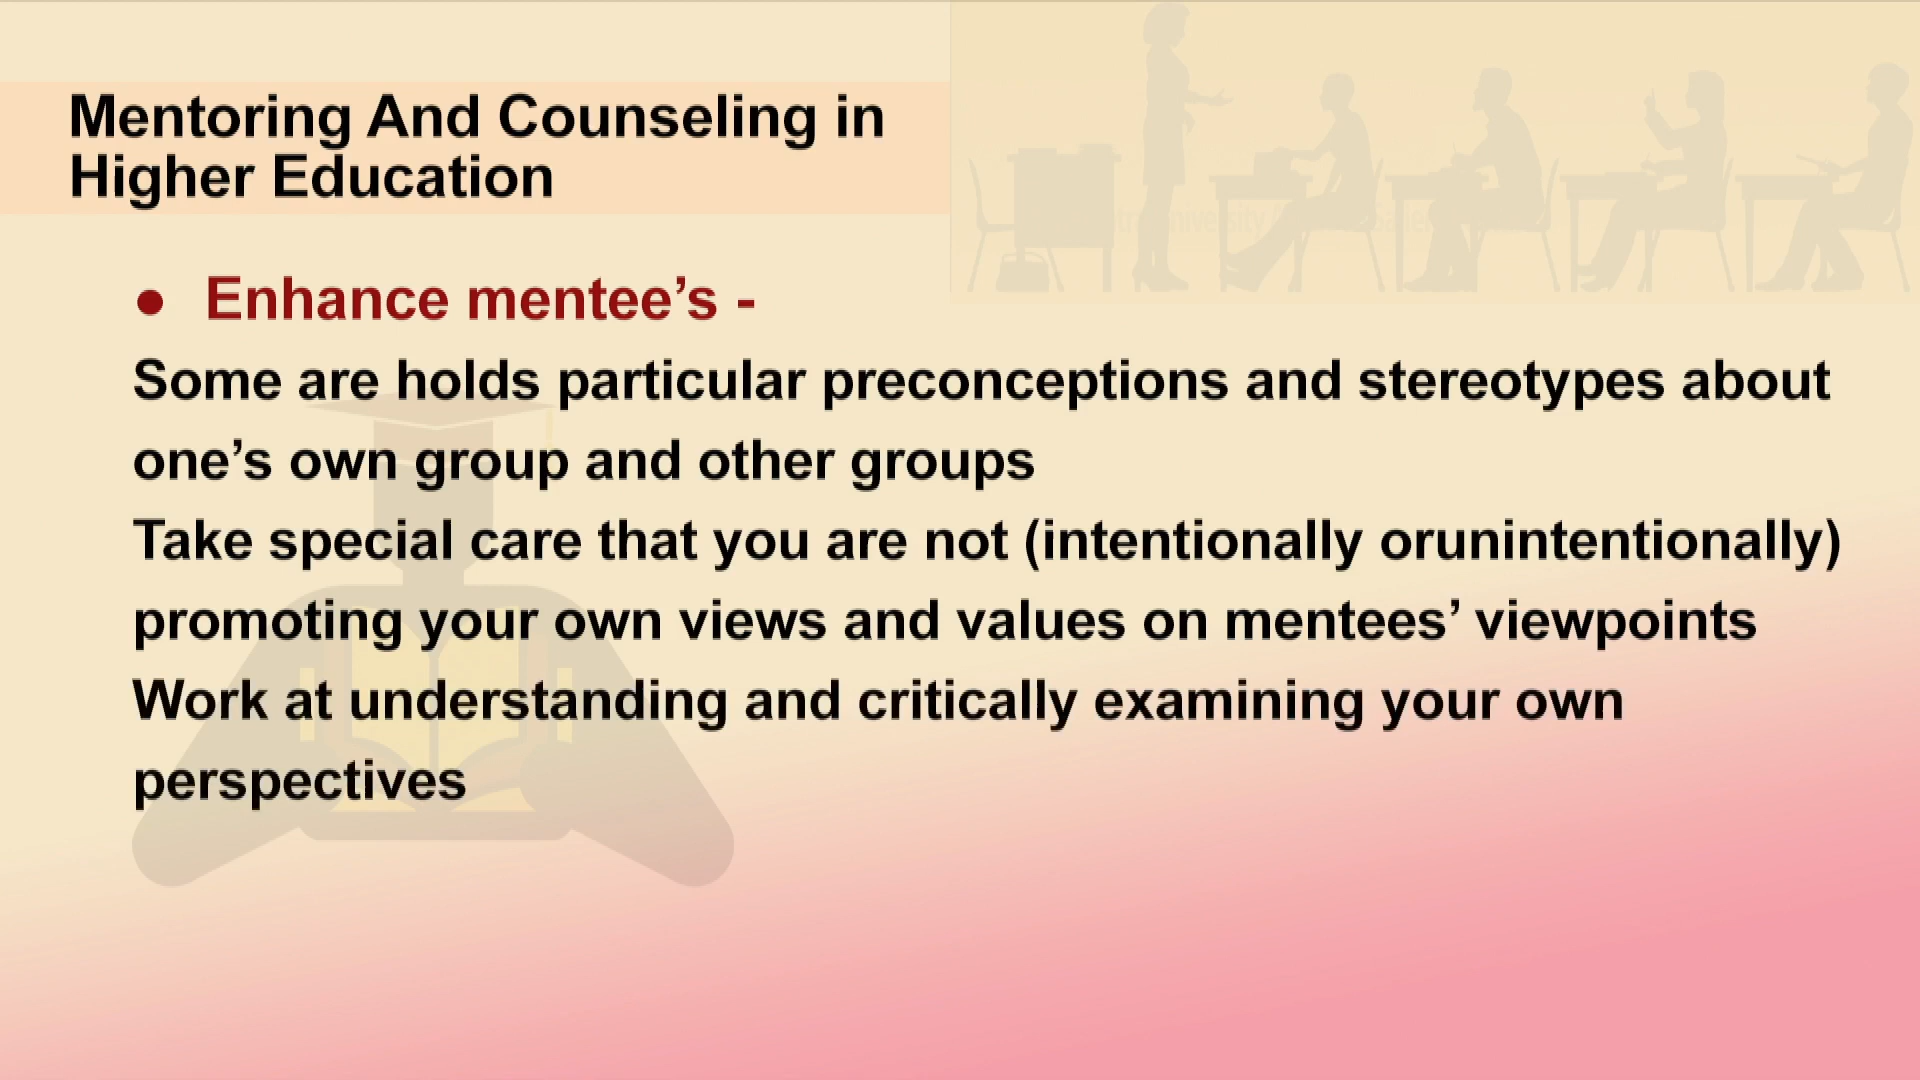 Mentoring And Counseling in
Higher Education
● Enhance mentee’s -
Some are holds particular preconceptions and stereotypes about
one’s own group and other groups
Take special care that you are not (intentionally orunintentionally)
promoting your own views and values on mentees’ viewpoints
Work at understanding and critically examining your own
perspectives